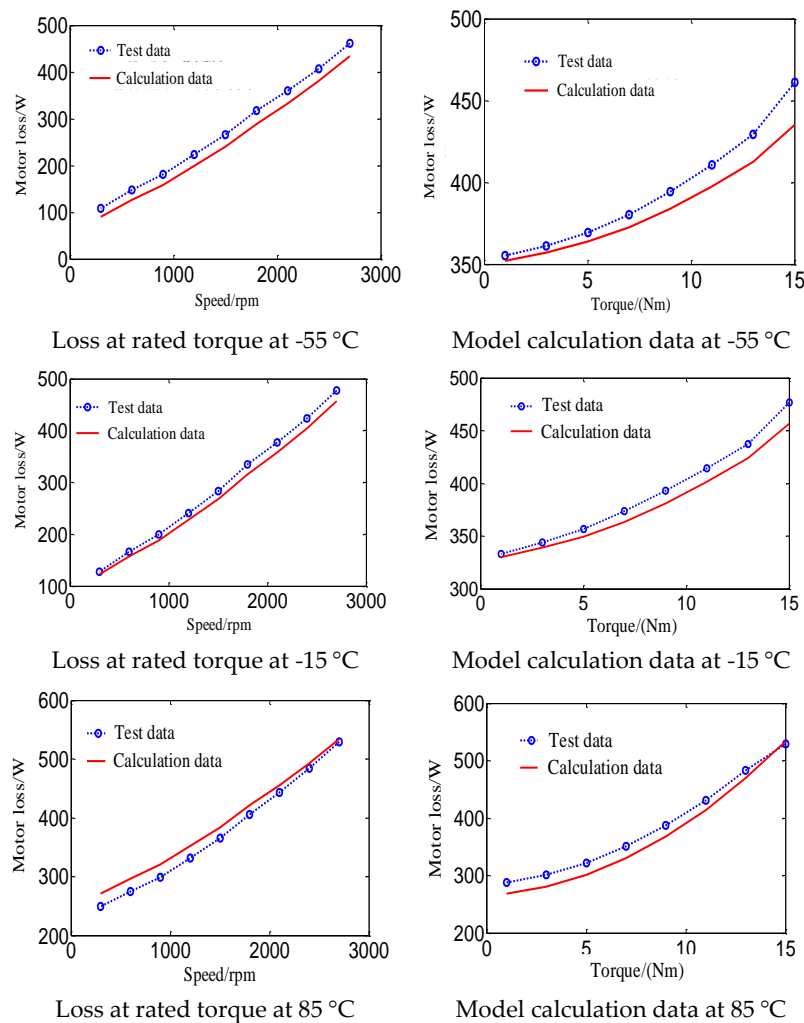 500
400
300
200
100
0
Motor loss/W
Test data
Calculation data
0
1000
2000
3000
Speed/rpm
Loss at rated torque at -55 °C
500
450
400
350
Motor loss/W
Test data
Calculation data
0
5
10
15
Torque/(Nm)
Model calculation data at -55 °C
500
400
300
200
100
Motor loss/W
Test data
Calculation data
0
1000
2000
3000
Speed/rpm
Loss at rated torque at -15 °C
500
450
400
350
300
Motor loss/W
Test data
Calculation data
0
5
10
15
Torque/(Nm)
Model calculation data at -15 °C
600
500
400
300
200
Motor loss/W
Test data
Calculation data
0
1000
2000
3000
Speed/rpm
Loss at rated torque at 85 °C
600
500
400
300
200
Motor loss/W
Test data
Calculation data
0
5
10
15
Torque/(Nm)
Model calculation data at 85 °C